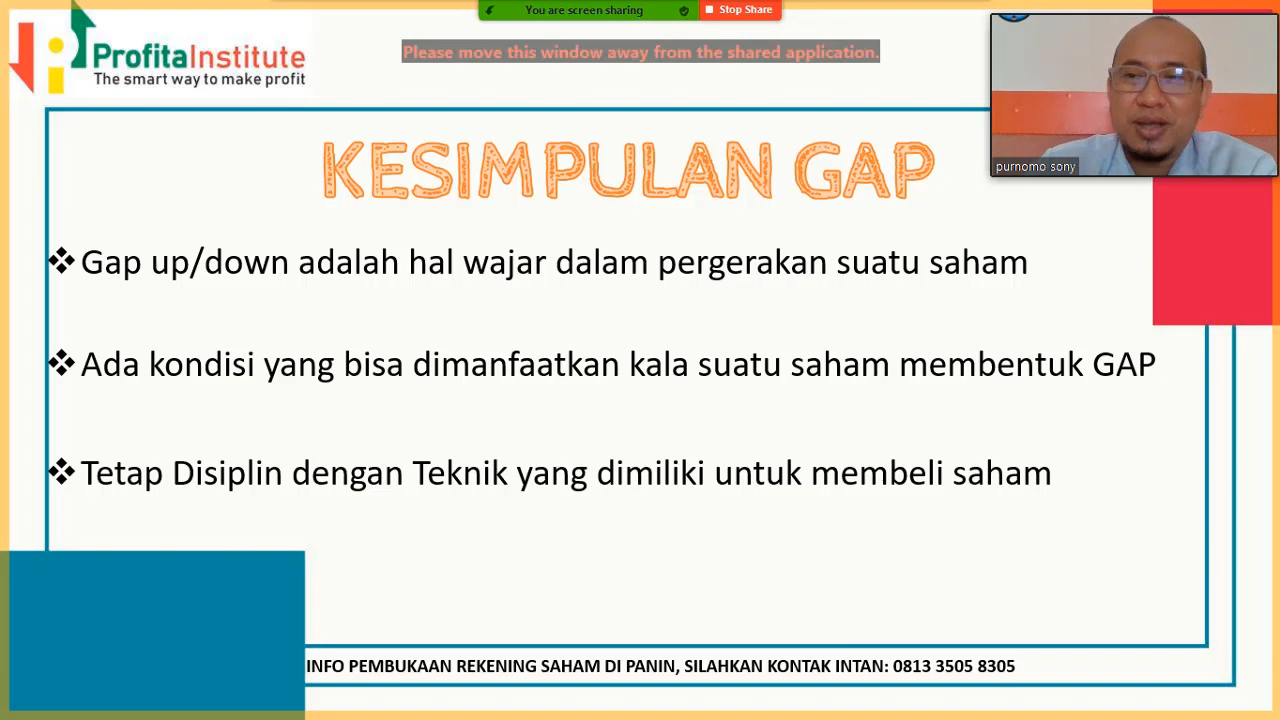 You are screen sharing
Stop Share
ProfitaInstitute
The smart way to make profit
Please move this window away from the shared application.
purnomo sony
KESIMPULAN GAP
❖Gap up/down adalah hal wajar dalam pergerakan suatu saham
❖Ada kondisi yang bisa dimanfaatkan kala suatu saham membentuk GAP
❖Tetap Disiplin dengan Teknik yang dimiliki untuk membeli saham
INFO PEMBUKAAN REKENING SAHAM DI PANIN, SILAHKAN KONTAK INTAN: 0813 3505 8305